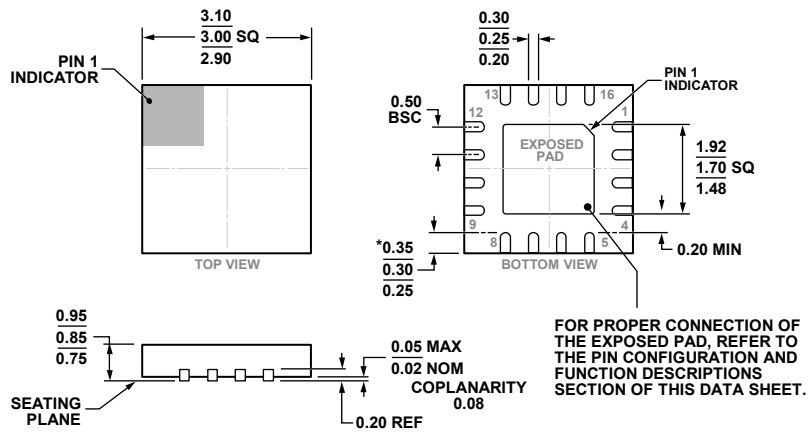 3.10
3.00 SQ
2.90
PIN 1
INDICATOR
TOP VIEW
0.30
0.25
0.20
PIN 1
INDICATOR
0.50
BSC
13
16
12
1
EXPOSED
PAD
9
8
4
5
BOTTOM VIEW
1.92
1.70 SQ
1.48
*0.35
0.30
0.25
0.20 MIN
0.95
0.85
0.75
SEATING
PLANE
0.05 MAX
0.02 NOM
COPLANARITY
0.08
0.20 REF
FOR PROPER CONNECTION OF
THE EXPOSED PAD, REFER TO
THE PIN CONFIGURATION AND
FUNCTION DESCRIPTIONS
SECTION OF THIS DATA SHEET.